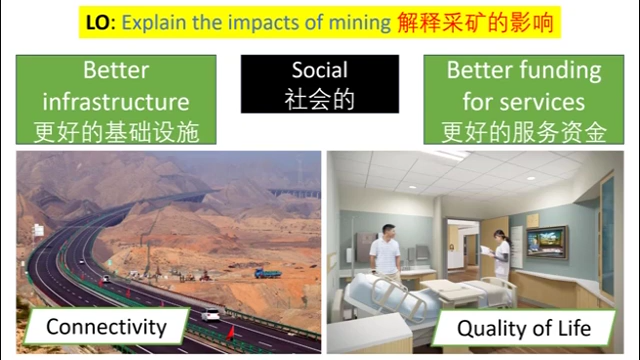 LO: Explain the impacts of mining 解释采矿的影响
Better
infrastructure
更好的基础设施
Social
社会的
Better funding
for services
更好的服务资金
Connectivity
Quality of Life